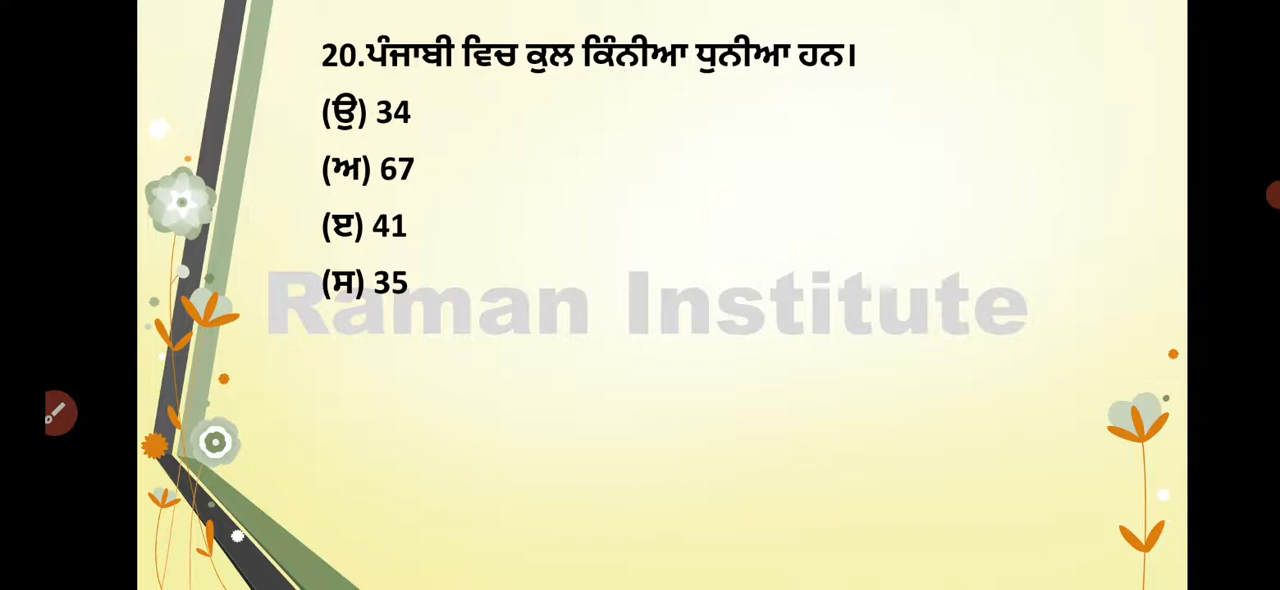 20.ਪੰਜਾਬੀ ਵਿਚ ਕੁਲ ਕਿੰਨੀਆ ਧੁਨੀਆ ਹਨ।
(ਉ) 34
(ਅ) 67
(ੲ) 41
(ਸ) 35
Raman Institute